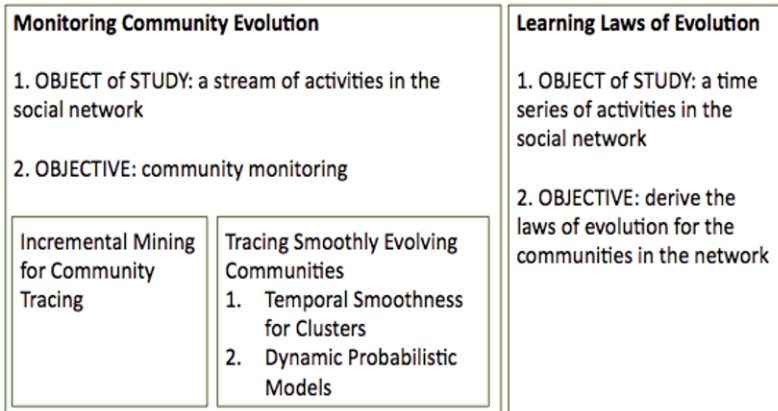 Monitoring Community Evolution
1. OBJECT of STUDY: a stream of activities in the
social network
2. OBJECTIVE: community monitoring
Incremental Mining
for Community
Tracing
Tracing Smoothly Evolving
Communities
1. Temporal Smoothness
for Clusters
2. Dynamic Probabilistic
Models
Learning Laws of Evolution
1. OBJECT of STUDY: a time
series of activities in the
social network
2. OBJECTIVE: derive the
laws of evolution for the
communities in the network